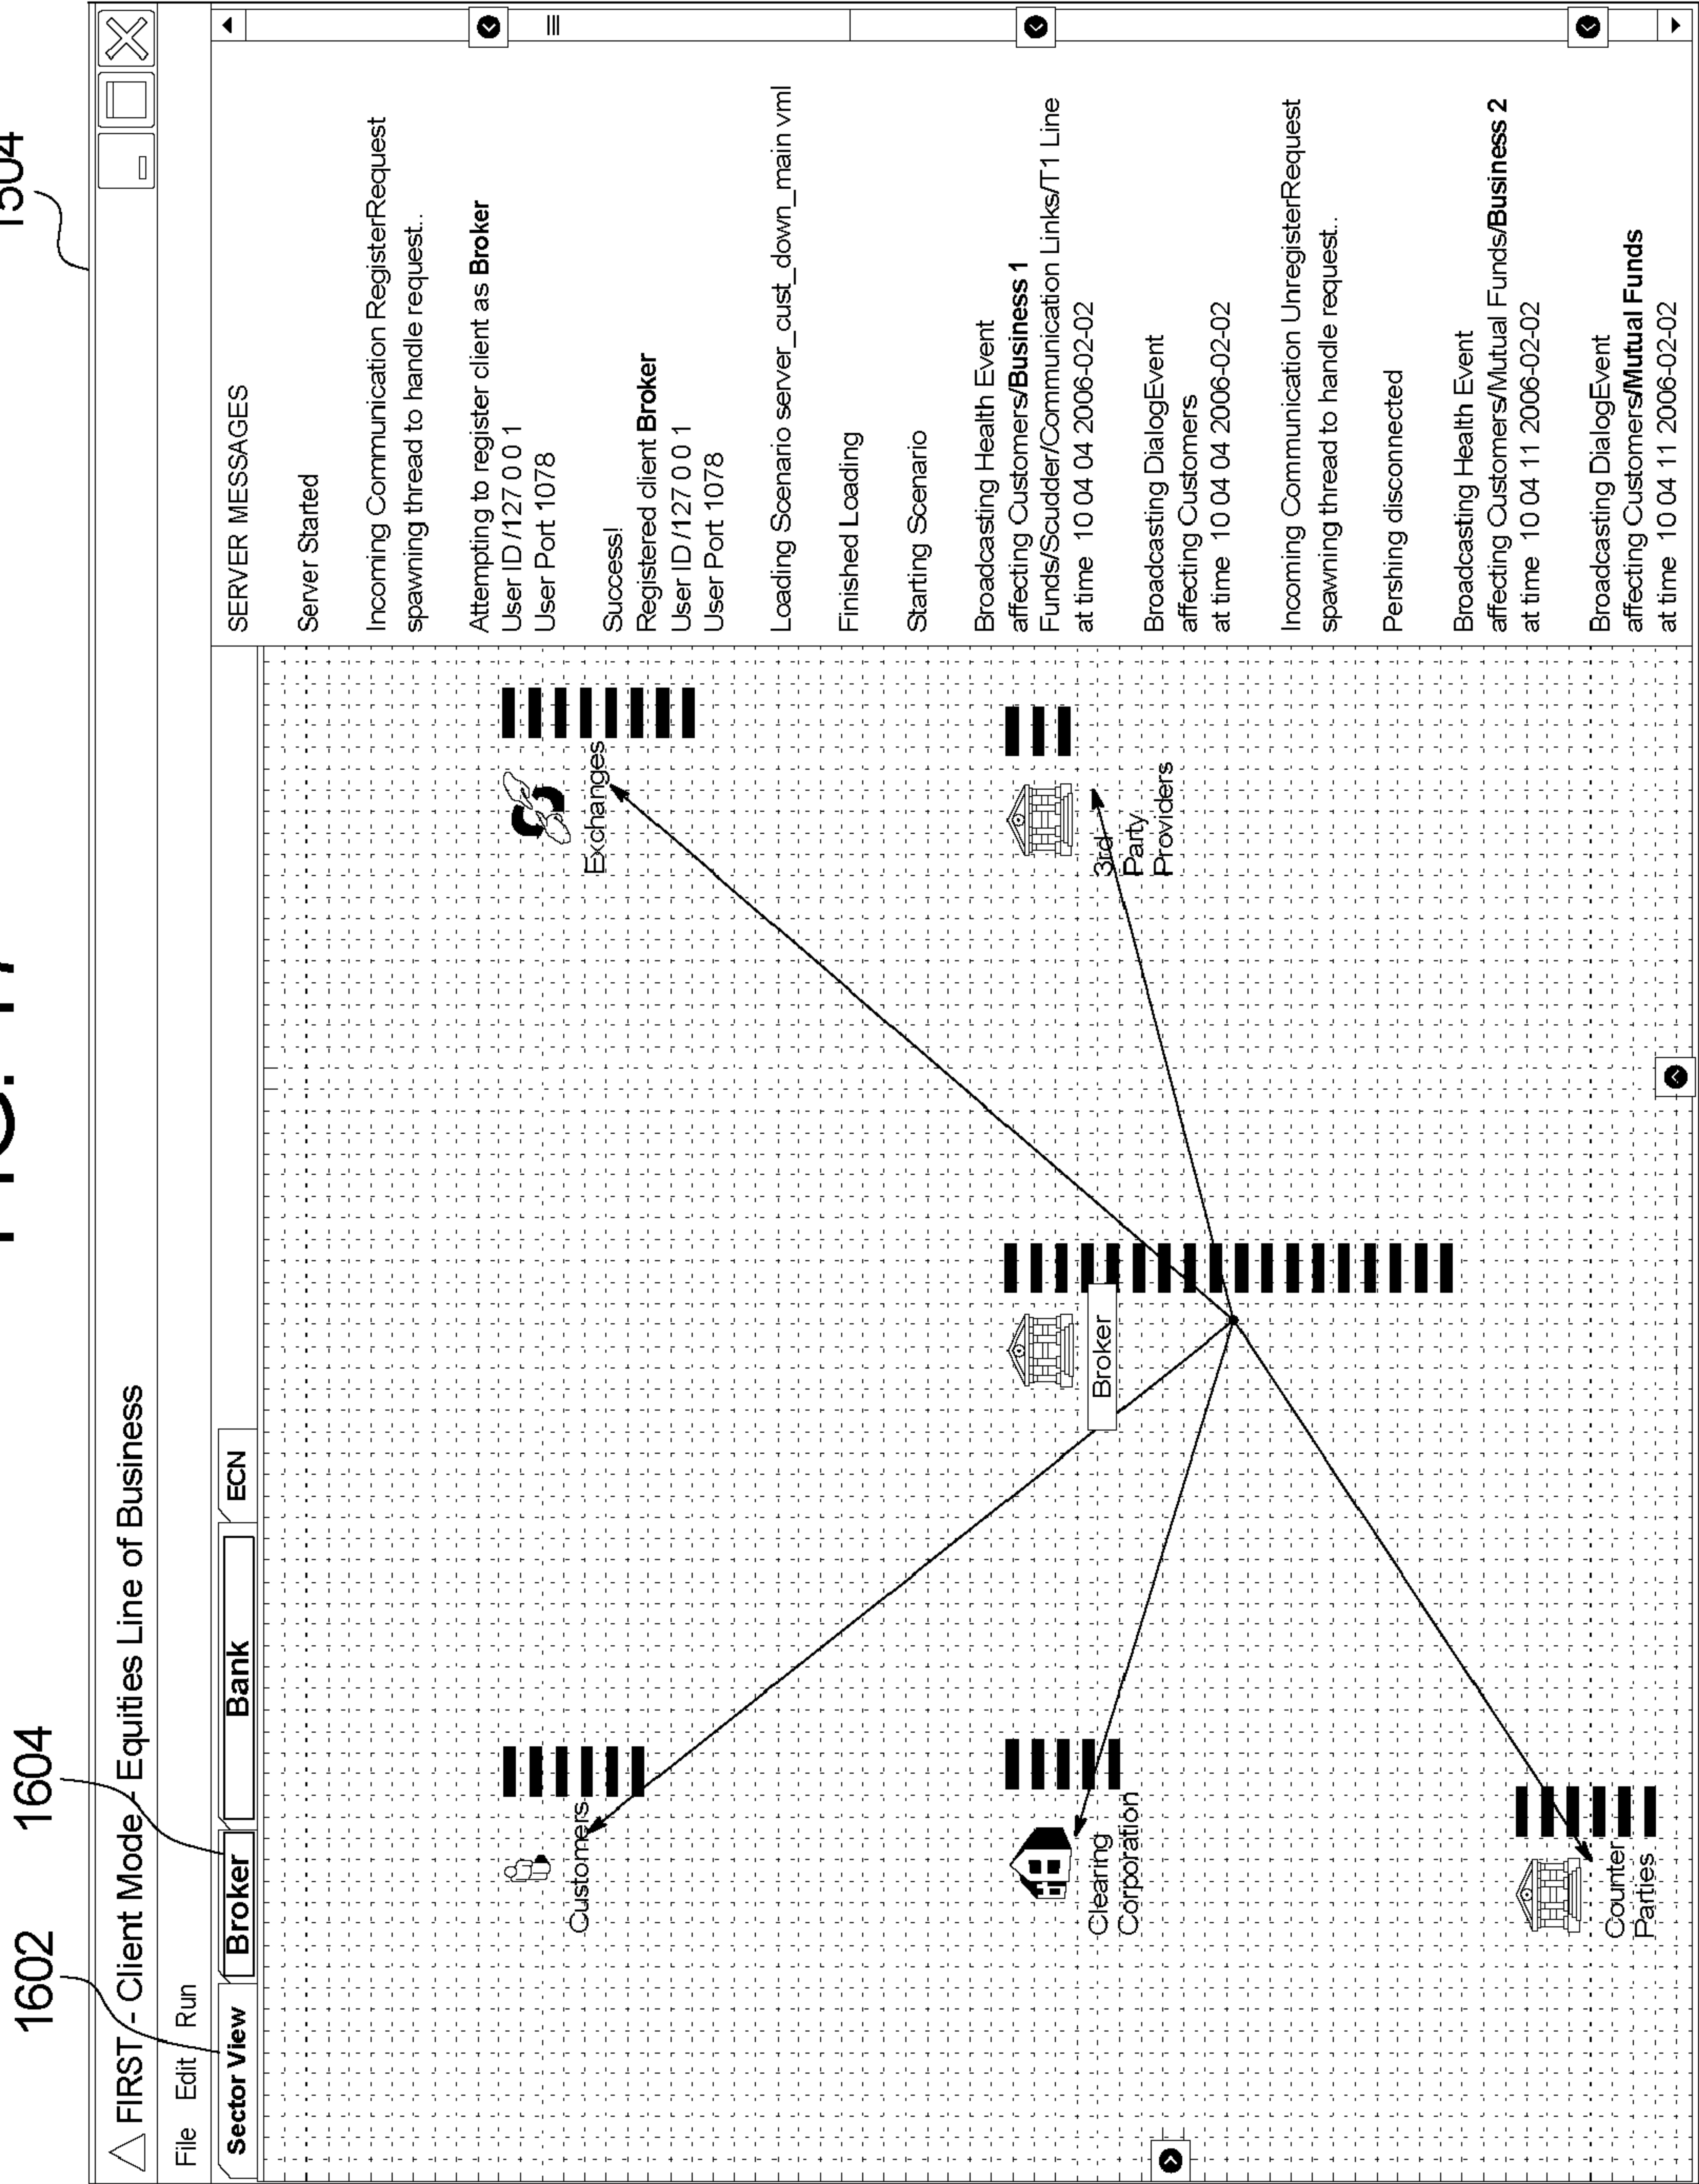 FIG. 17
1504
1602
1604
FIRST - Client Mode - Equities Line of Business
File Edit Run
Sector View
Broker
Bank
ECN
Customers
Exchanges
Broker
Clearing
Corporation
3rd
Party
Providers
Counter
Parties
SERVER MESSAGES
Server Started
Incoming Communication RegisterRequest
spawning thread to handle request..
Attempting to register client as Broker
User ID /127 0 0 1
User Port 1078
Success!
Registered client Broker
User ID /127 0 0 1
User Port 1078
Loading Scenario server_cust_down_main vml
Finished Loading
Starting Scenario
Broadcasting Health Event
affecting Customers/Business 1
Funds/Scudder/Communication Links/T1 Line
at time 10 04 04 2006-02-02
Broadcasting DialogEvent
affecting Customers
at time 10 04 04 2006-02-02
Incoming Communication UnregisterRequest
spawning thread to handle request..
Pershing disconnected
Broadcasting Health Event
affecting Customers/Mutual Funds/Business 2
at time 10 04 11 2006-02-02
Broadcasting DialogEvent
affecting Customers/Mutual Funds
at time 10 04 11 2006-02-02